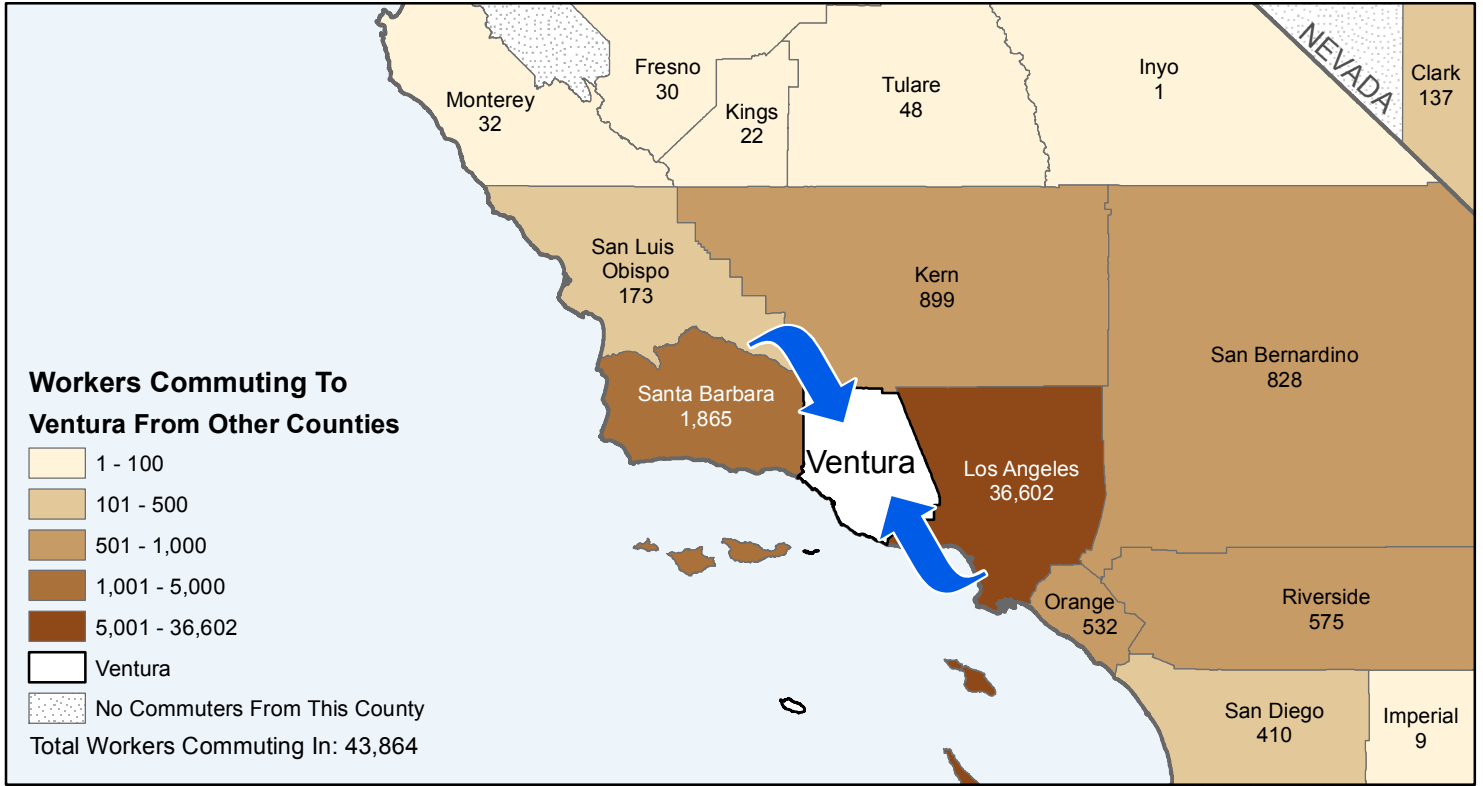 Fresno
30
Inyo
1
NEVADA
Clark
137
Monterey
32
Kings
22
Tulare
48
San Luis
Obispo
173
Kern
899
San Bernardino
828
Santa Barbara
1,865
Ventura
Los Angeles
36,602
Orange
532
Riverside
575
San Diego
410
Imperial
9
Workers Commuting To
Ventura From Other Counties
1 - 100
101 - 500
501 - 1,000
1,001 - 5,000
5,001 - 36,602
Ventura
No Commuters From This County
Total Workers Commuting In: 43,864